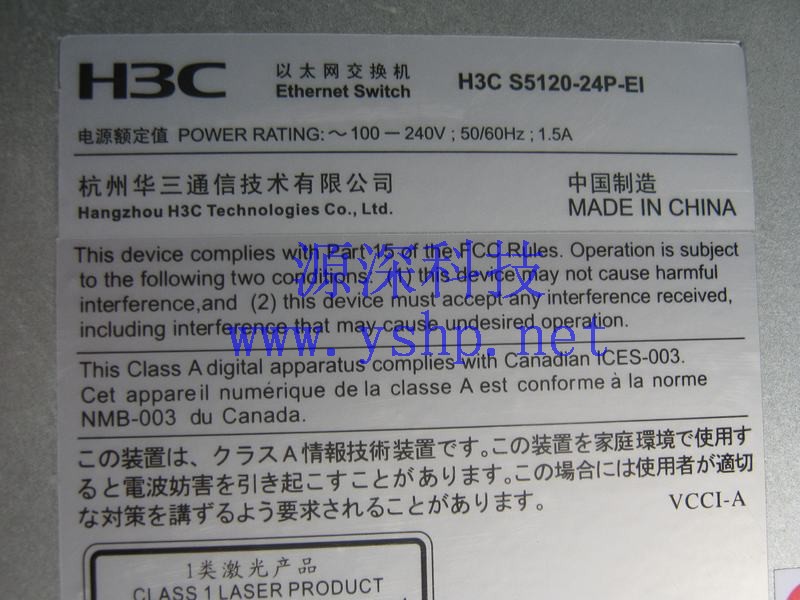 H3C 以太网交换机 H3C S5120-24P-EI
Ethernet Switch
电源额定值 POWER RATING: ～ 100 — 240V ; 50/60Hz ; 1.5A
杭州华三通信技术有限公司 中国制造
Hangzhou H3C Technologies Co., Ltd. MADE IN CHINA
This device complies with Part 15 of the FCC Rules. Operation is subject
源深科技
to the following two conditions: (1) this device may not cause harmful
interference,and (2) this device must accept any interference received,
including interference that may cause undesired operation.
www.yshp.net
This Class A digital apparatus complies with Canadian ICES-003.
Cet appareil numérique de la classe A est conforme à la norme
NMB-003 du Canada.
この装置は、クラスA情報技術装置です。この装置を家庭環境で使用す
ると電波妨害を引き起こすことがあります。この場合には使用者が適切
な対策を講ずるよう要求されることがあります。 VCCI-A
1类激光产品
CLASS 1 LASER PRODUCT